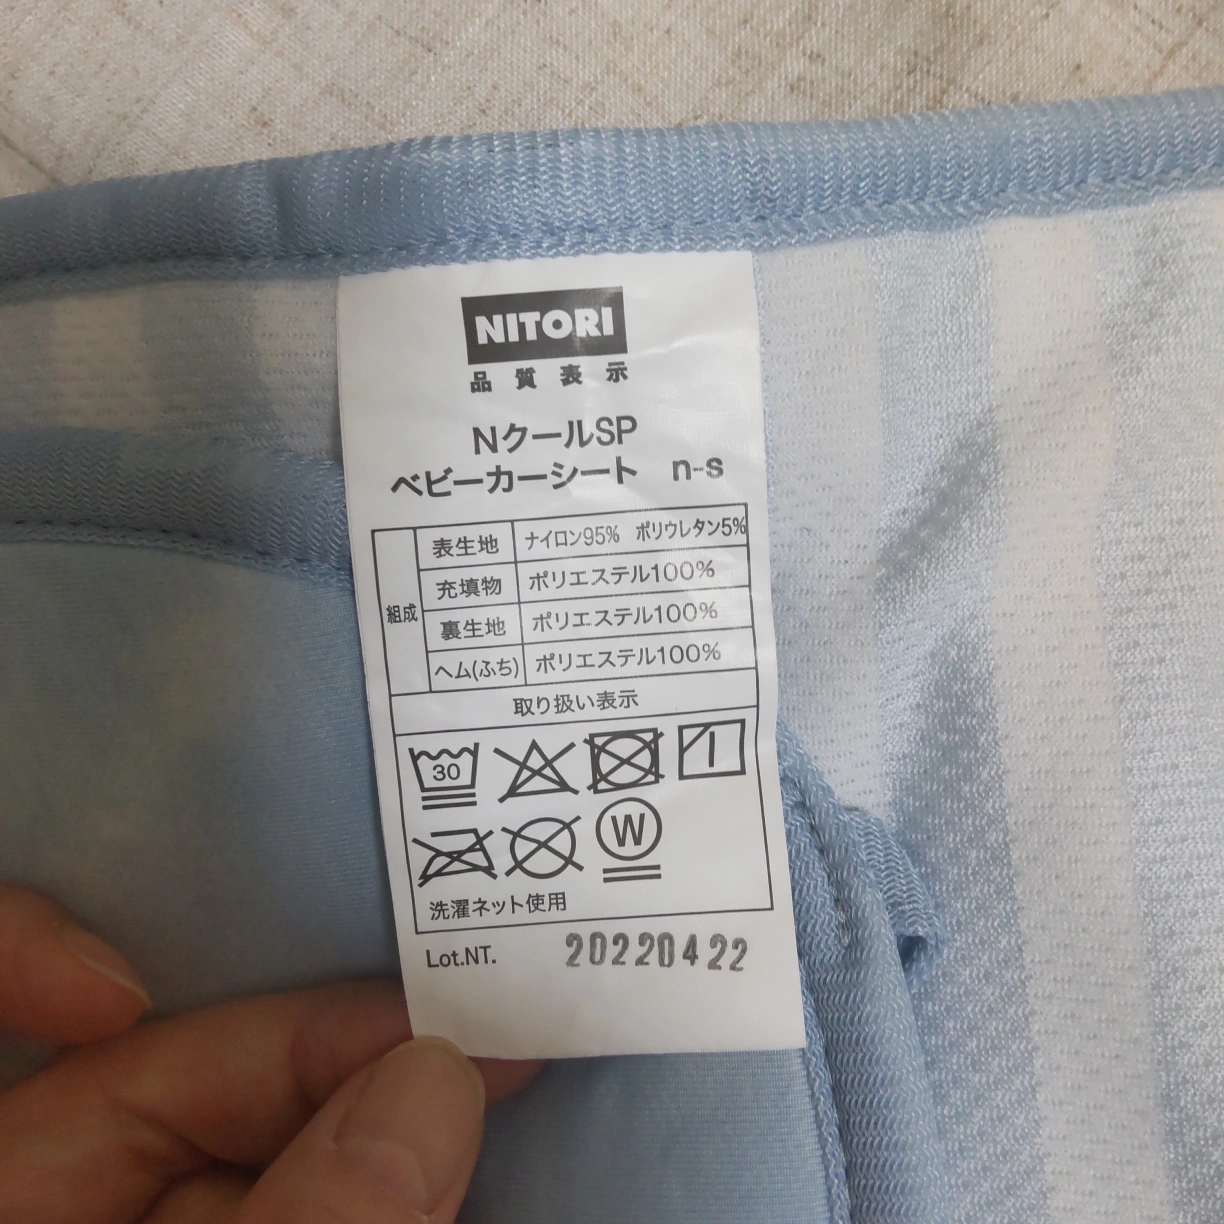 NITORI
品質表示
NクールSP
ベビーカーシート n-s
組成
表生地 ナイロン95% ポリウレタン5%
充填物 ポリエステル100%
裏生地 ポリエステル100%
ヘム(ふち) ポリエステル100%
取り扱い表示
30
W
洗濯ネット使用
Lot.NT. 20220422